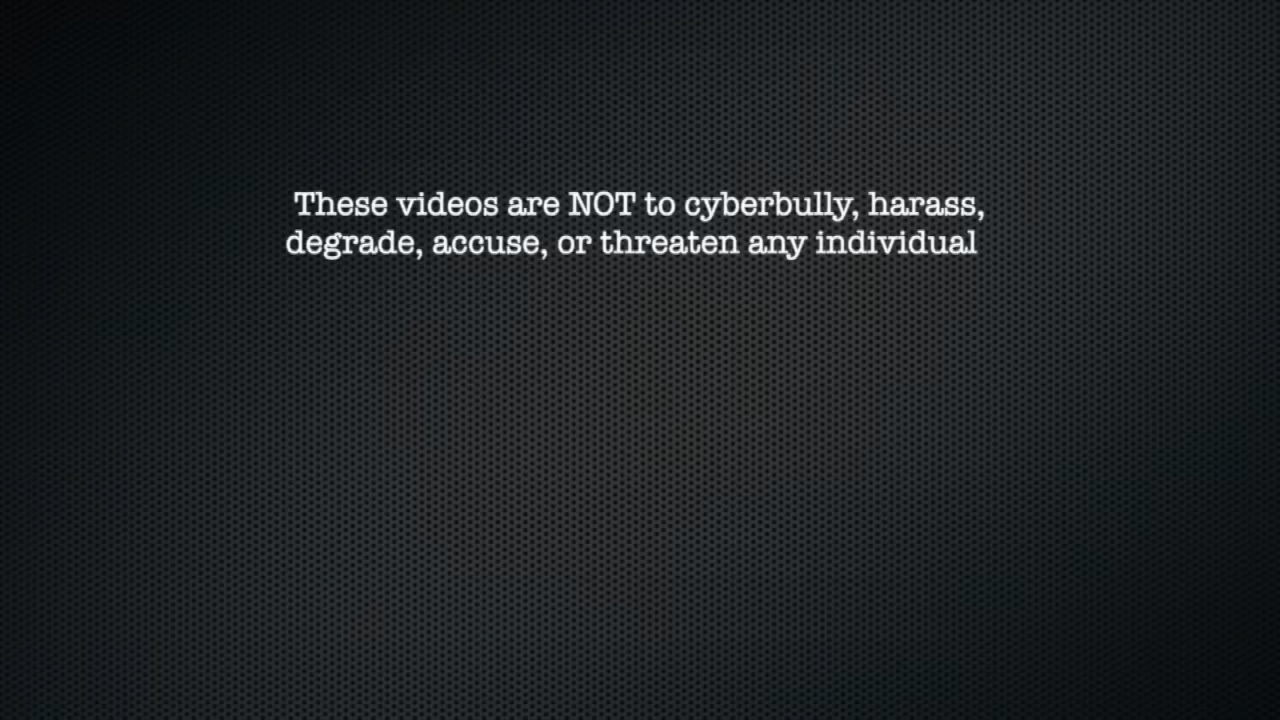 These videos are NOT to cyberbully, harass,
degrade, accuse, or threaten any individual